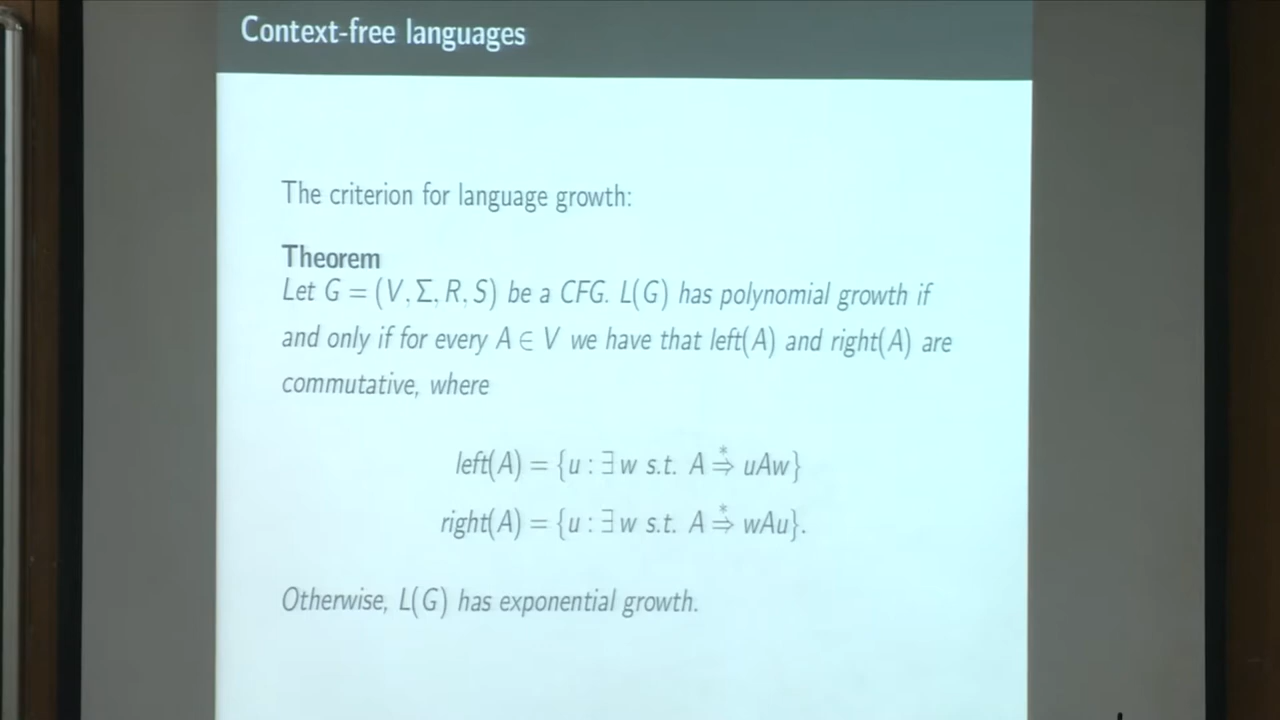 Context-free languages
The criterion for language growth:
Theorem
Let G = (V, Σ, R, S) be a CFG. L(G) has polynomial growth if
and only if for every A ∈ V we have that left(A) and right(A) are
commutative, where
left(A) = {u : ∃ w s.t. A ⇒* uAw}
right(A) = {u : ∃ w s.t. A ⇒* wAu}.
Otherwise, L(G) has exponential growth.